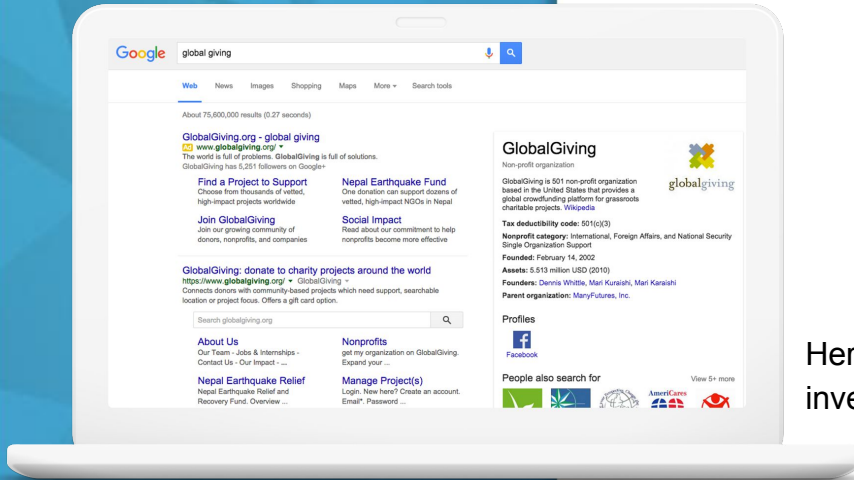 Google
global giving
Web News Images Shopping Maps More Search tools
About 75,600,000 results (0.27 seconds)
GlobalGiving.org - global giving
Ad www.globalgiving.org/
The world is full of problems. GlobalGiving is full of solutions.
GlobalGiving has 5,251 followers on Google+
Find a Project to Support
Choose from thousands of vetted,
high-impact projects worldwide
Nepal Earthquake Fund
One donation can support dozens of
vetted, high-impact NGOs in Nepal
Join GlobalGiving
Join our growing community of
donors, nonprofits, and companies
Social Impact
Read about our commitment to help
nonprofits become more effective
GlobalGiving: donate to charity projects around the world
https://www.globalgiving.org/ GlobalGiving
Connects donors with community-based projects which need support, searchable
location or project focus. Offers a gift card option.
Search globalgiving.org
About Us
Our Team - Jobs & Internships -
Contact Us - Our Impact - ...
Nonprofits
get my organization on GlobalGiving.
Expand your ...
Nepal Earthquake Relief
Nepal Earthquake Relief and
Recovery Fund. Overview ...
Manage Project(s)
Login. New here? Create an account.
Email*. Password ...
GlobalGiving
Non-profit organization
globalgiving
GlobalGiving is 501 non-profit organization
based in the United States that provides a
global crowdfunding platform for grassroots
charitable projects. Wikipedia
Tax deductibility code: 501(c)(3)
Nonprofit category: International, Foreign Affairs, and National Security
Single Organization Support
Founded: February 14, 2002
Assets: 5.513 million USD (2010)
Founders: Dennis Whittle, Mari Kuraishi, Mari Karaishi
Parent organization: ManyFutures, Inc.
Profiles
Facebook
People also search for View 5+ more
AmeriCares
Her
inve